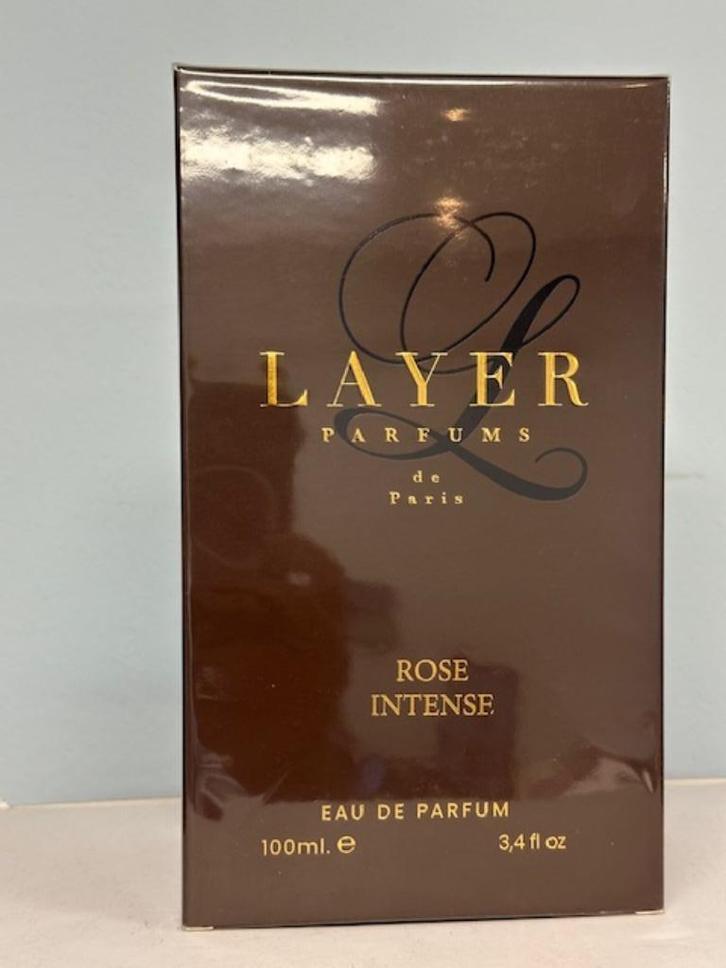 L
LAYER
PARFUMS
de
Paris
ROSE
INTENSE
EAU DE PARFUM
100ml. ℮
3,4 fl oz